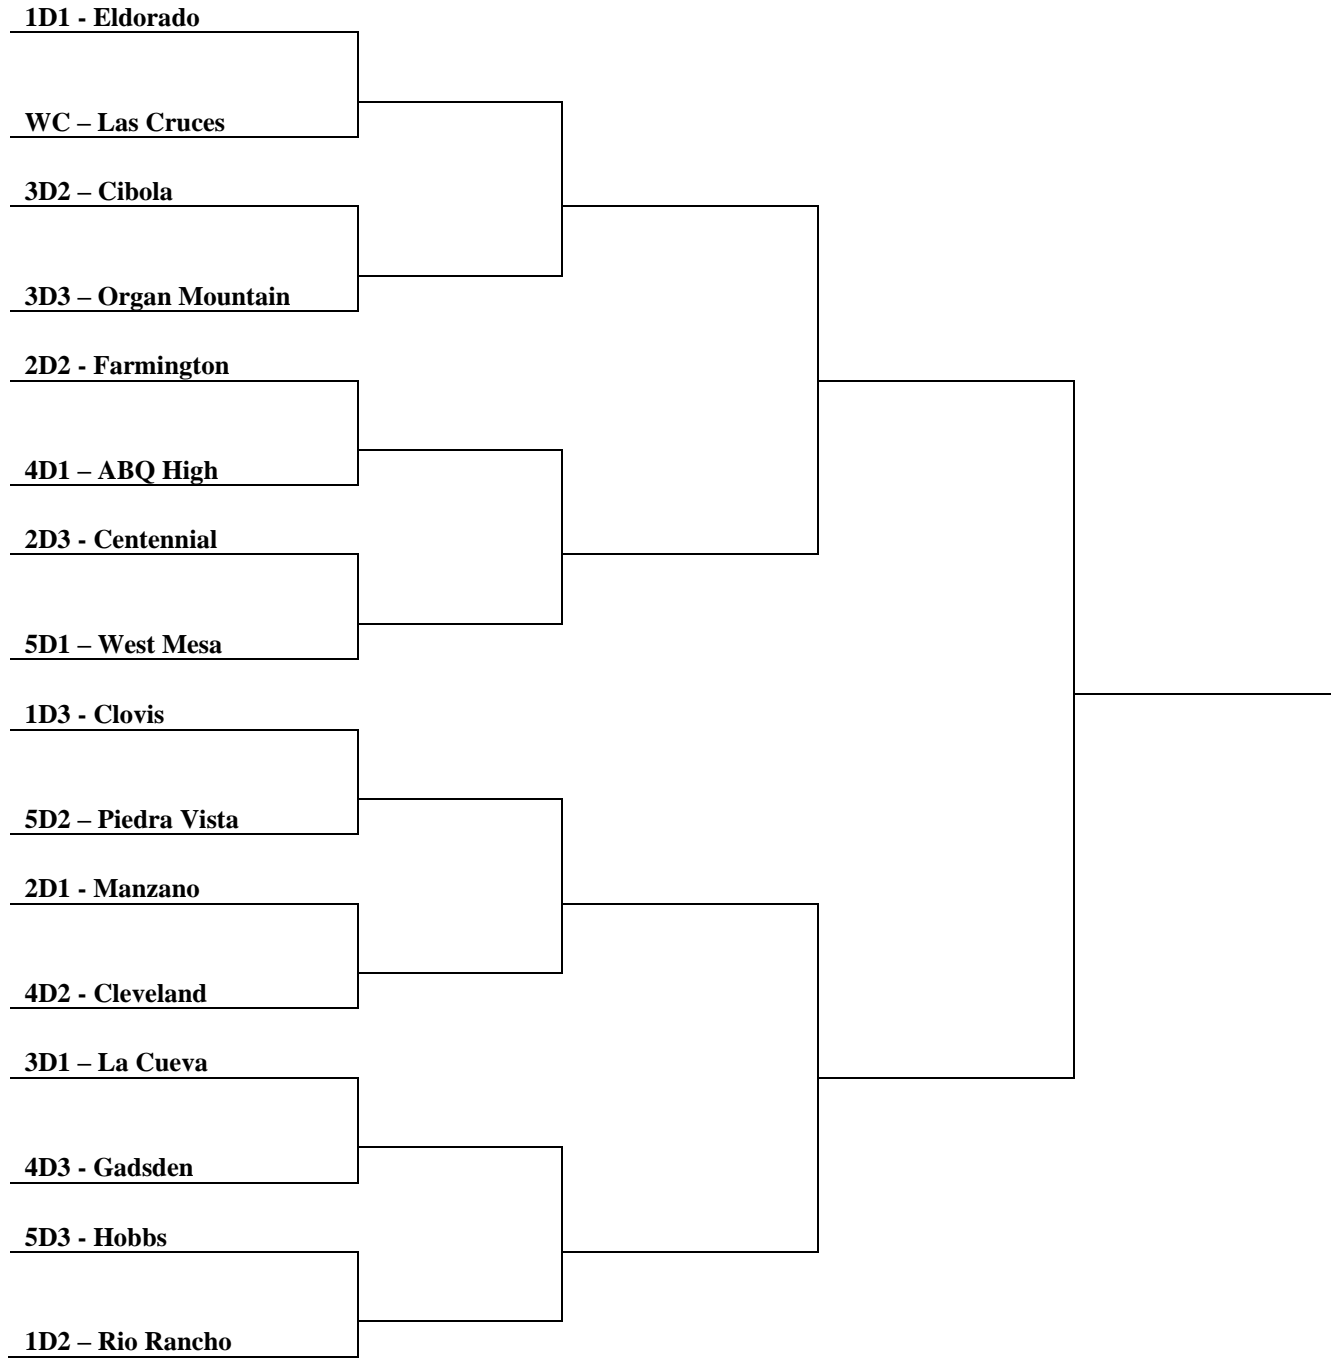 1D1 - Eldorado
WC – Las Cruces
3D2 – Cibola
3D3 – Organ Mountain
2D2 - Farmington
4D1 – ABQ High
2D3 - Centennial
5D1 – West Mesa
1D3 - Clovis
5D2 – Piedra Vista
2D1 - Manzano
4D2 - Cleveland
3D1 – La Cueva
4D3 - Gadsden
5D3 - Hobbs
1D2 – Rio Rancho